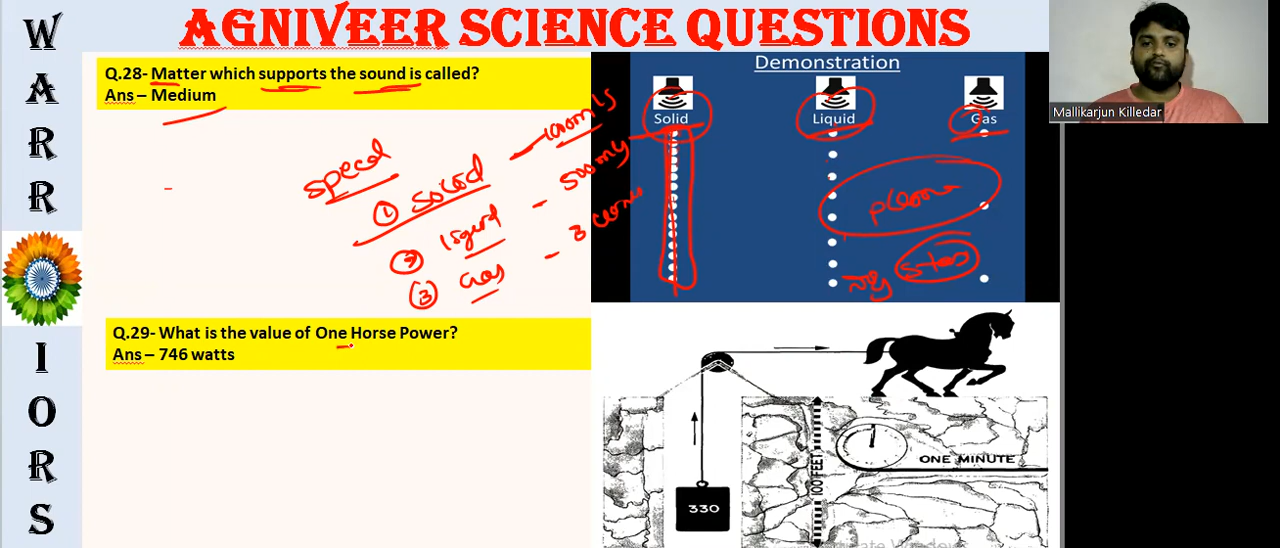 WARRIORS
AGNIVEER SCIENCE QUESTIONS
Q.28- Matter which supports the sound is called?
Ans – Medium
Demonstration
Solid
Liquid
Gas
Mallikarjun Killedar
speed
①
②
③ Gas
plasma
Q.29- What is the value of One Horse Power?
Ans – 746 watts
330
100 FEET
ONE MINUTE